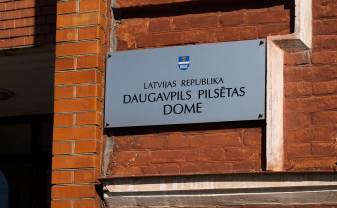 LATVIJAS REPUBLIKA
DAUGAVPILS PILSĒTAS
DOME